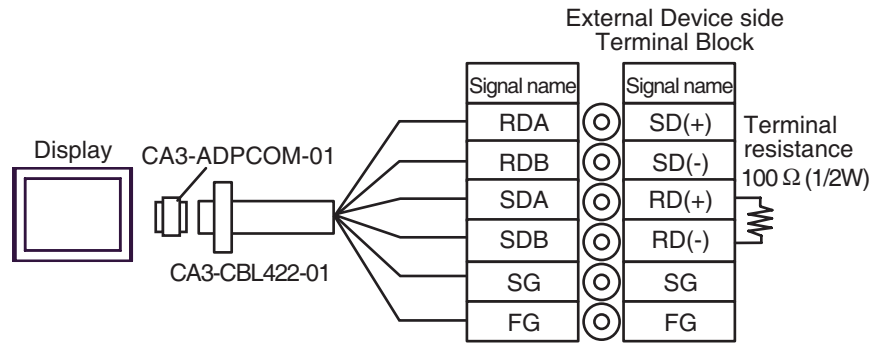 External Device side
Terminal Block
Signal name Signal name
RDA SD(+)
RDB SD(-)
SDA RD(+)
SDB RD(-)
SG SG
FG FG
Terminal
resistance
100 Ω (1/2W)
Display
CA3-ADPCOM-01
CA3-CBL422-01